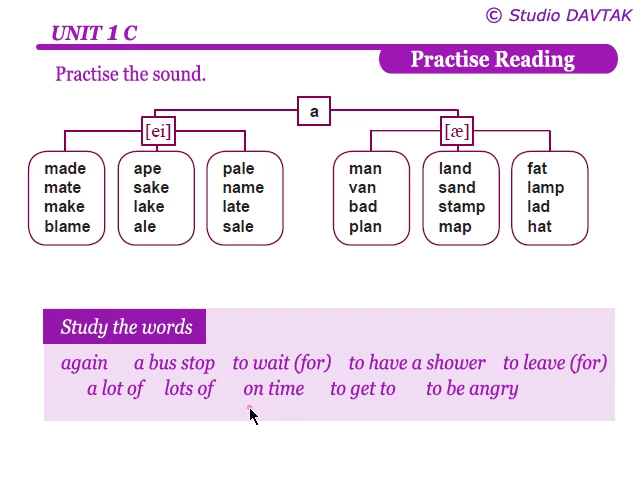 © Studio DAVTAK
UNIT 1 C
Practise Reading
Practise the sound.
a
[ei]
[æ]
made
mate
make
blame
ape
sake
lake
ale
pale
name
late
sale
man
van
bad
plan
land
sand
stamp
map
fat
lamp
lad
hat
Study the words
again a bus stop to wait (for) to have a shower to leave (for)
a lot of lots of on time to get to to be angry